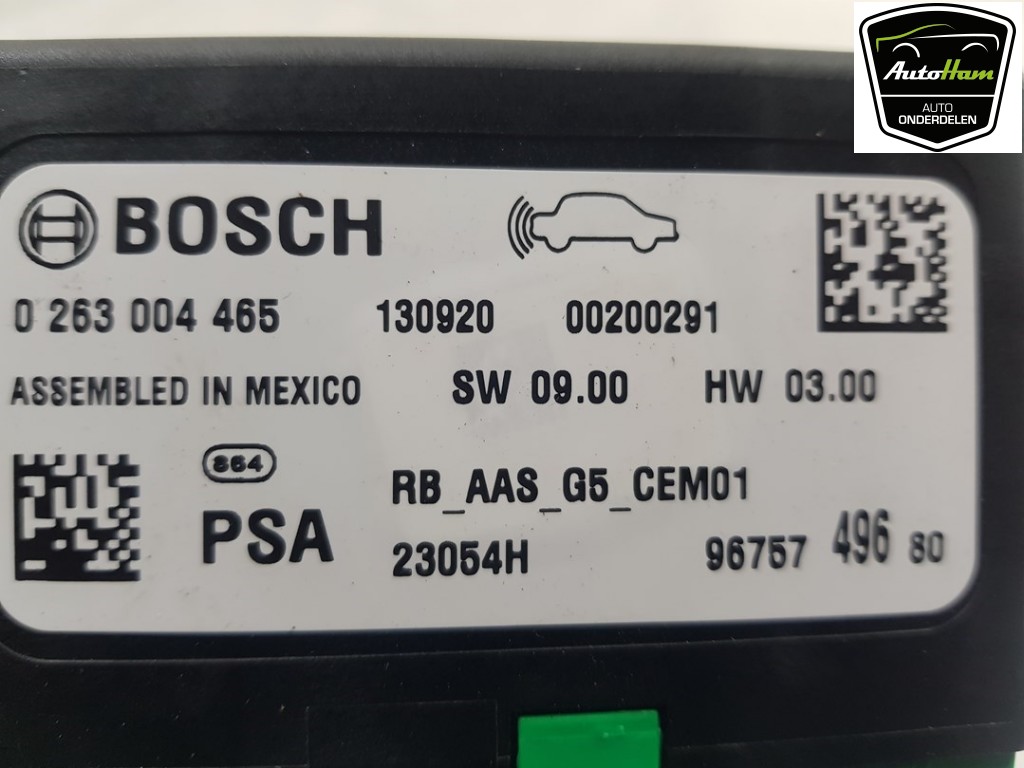 AutoHam
AUTO
ONDERDELEN
BOSCH
0 263 004 465 130920 00200291
ASSEMBLED IN MEXICO SW 09.00 HW 03.00
864
PSA
RB_AAS_G5_CEM01
23054H 96757 496 80